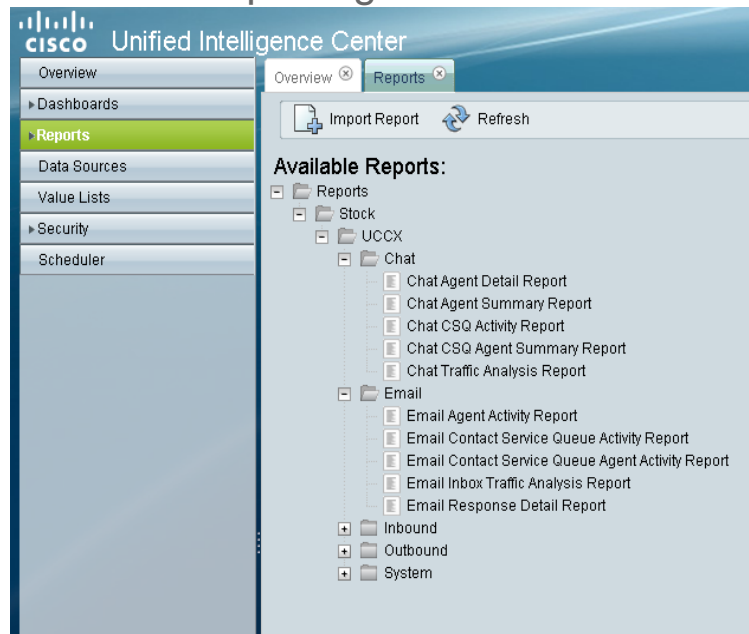 CISCO Unified Intelligence Center
Overview
Dashboards
Reports
Data Sources
Value Lists
Security
Scheduler
Overview Reports
Import Report Refresh
Available Reports:
Reports
Stock
UCCX
Chat
Chat Agent Detail Report
Chat Agent Summary Report
Chat CSQ Activity Report
Chat CSQ Agent Summary Report
Chat Traffic Analysis Report
Email
Email Agent Activity Report
Email Contact Service Queue Activity Report
Email Contact Service Queue Agent Activity Report
Email Inbox Traffic Analysis Report
Email Response Detail Report
Inbound
Outbound
System